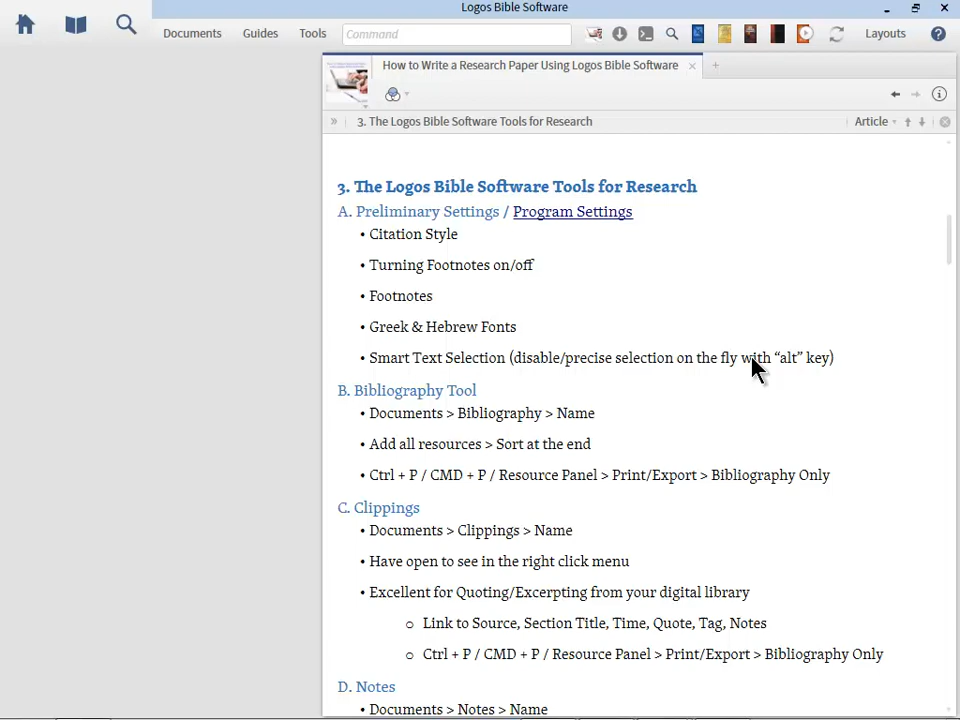 Logos Bible Software
Documents Guides Tools Command Layouts
How to Write a Research Paper Using Logos Bible Software
3. The Logos Bible Software Tools for Research Article
3. The Logos Bible Software Tools for Research
A. Preliminary Settings / Program Settings
• Citation Style
• Turning Footnotes on/off
• Footnotes
• Greek & Hebrew Fonts
• Smart Text Selection (disable/precise selection on the fly with “alt” key)
B. Bibliography Tool
• Documents > Bibliography > Name
• Add all resources > Sort at the end
• Ctrl + P / CMD + P / Resource Panel > Print/Export > Bibliography Only
C. Clippings
• Documents > Clippings > Name
• Have open to see in the right click menu
• Excellent for Quoting/Excerpting from your digital library
o Link to Source, Section Title, Time, Quote, Tag, Notes
o Ctrl + P / CMD + P / Resource Panel > Print/Export > Bibliography Only
D. Notes
• Documents > Notes > Name